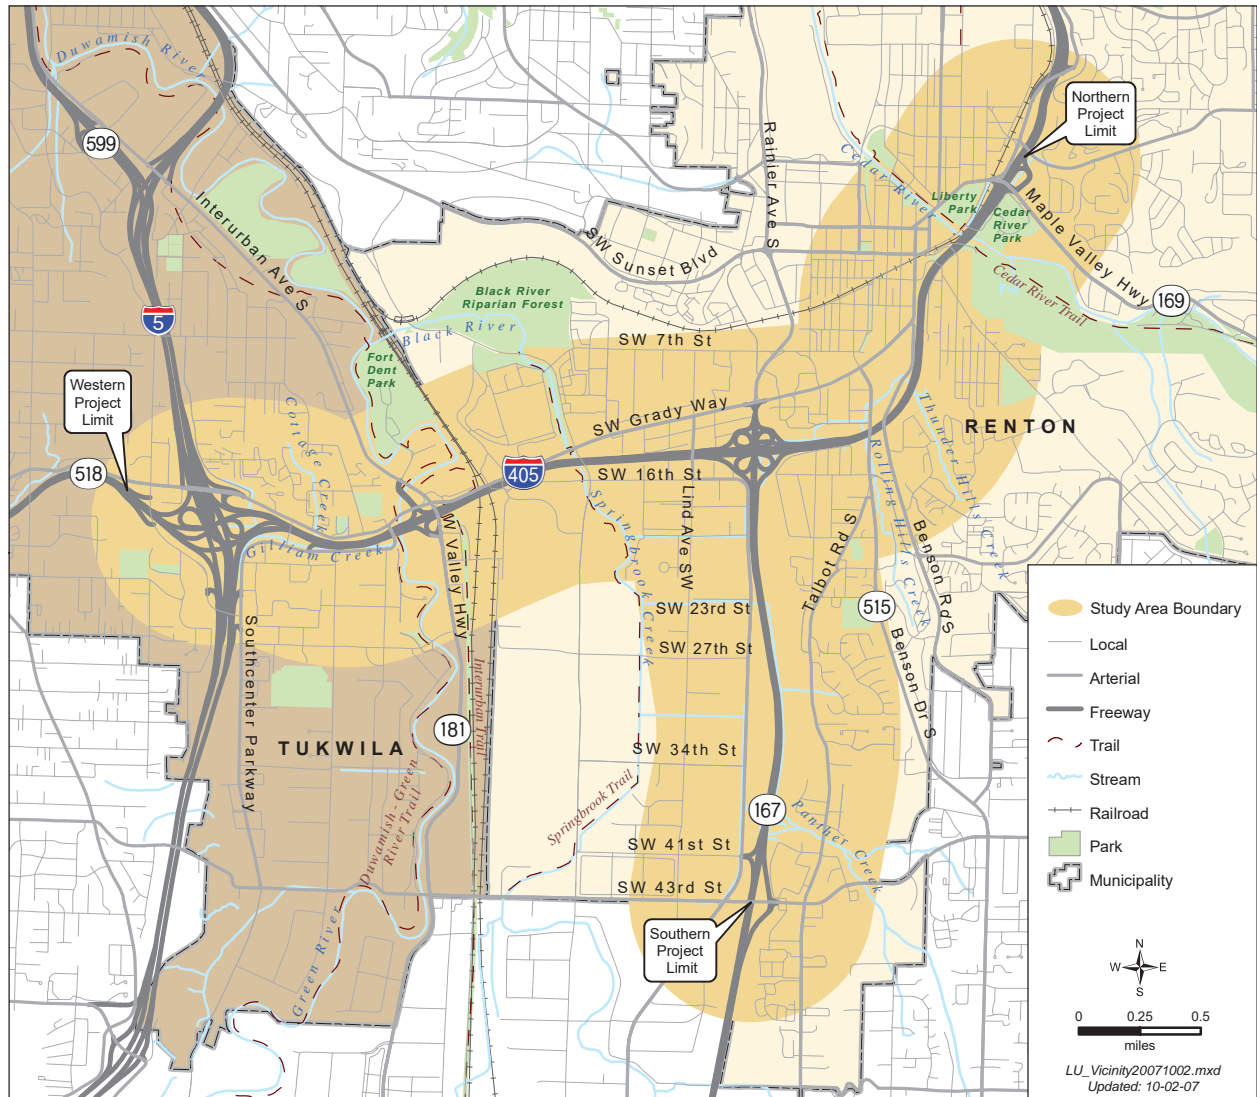 Duwamish River
599
Interurban Ave S
5
Western
Project
Limit
518
Cottage Creek
Gilliam Creek
Fort
Dent
Park
Black River
Black River
Riparian Forest
SW Sunset Blvd
Rainier Ave S
Cedar River
Liberty
Park
Cedar
River
Park
Northern
Project
Limit
Maple Valley Hwy
169
Cedar River Trail
SW 7th St
SW Grady Way
405
SW 16th St
Lind Ave SW
Springbrook Creek
W Valley Hwy
RENTON
Thunder Hills Creek
Rolling Hills Creek
Talbot Rd S
Benson Rd S
515
Benson Dr S
SW 23rd St
SW 27th St
SW 34th St
Southcenter Parkway
TUKWILA
181
Interurban Trail
Duwamish-Green
River Trail
Green River
Springbrook Trail
167
Panther Creek
SW 41st St
SW 43rd St
Southern
Project
Limit
Study Area Boundary
Local
Arterial
Freeway
Trail
Stream
Railroad
Park
Municipality
N
W
E
S
0 0.25 0.5
miles
LU_Vicinity20071002.mxd
Updated: 10-02-07